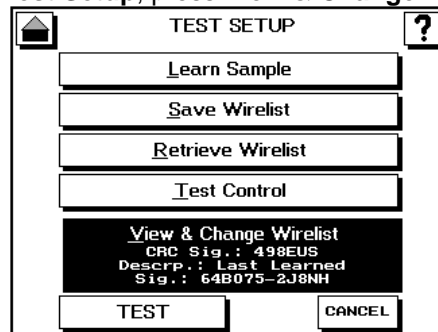 TEST SETUP
?
Learn Sample
Save Wirelist
Retrieve Wirelist
Test Control
View & Change Wirelist
CRC Sig.: 498EUS
Descrp.: Last Learned
Sig.: 64B075-2J8NH
TEST
CANCEL